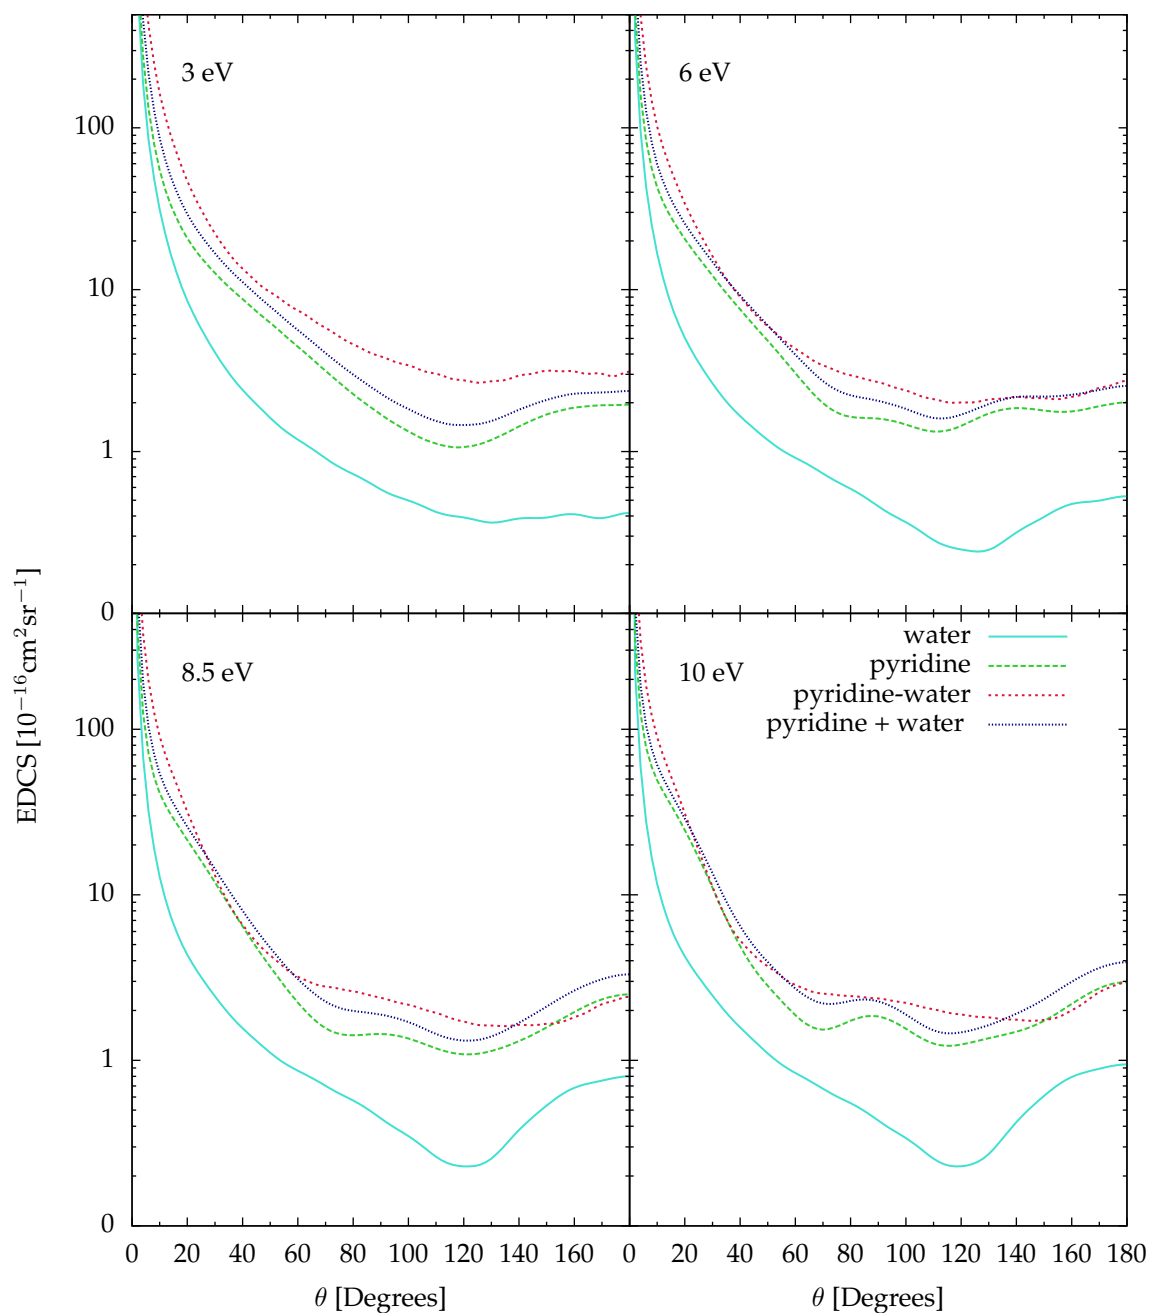 3 eV
6 eV
100
10
1
0
8.5 eV
10 eV
water
pyridine
pyridine-water
pyridine + water
100
10
1
0
EDCS [10⁻¹⁶cm²sr⁻¹]
0 20 40 60 80 100 120 140 160 0 20 40 60 80 100 120 140 160 180
θ [Degrees] θ [Degrees]